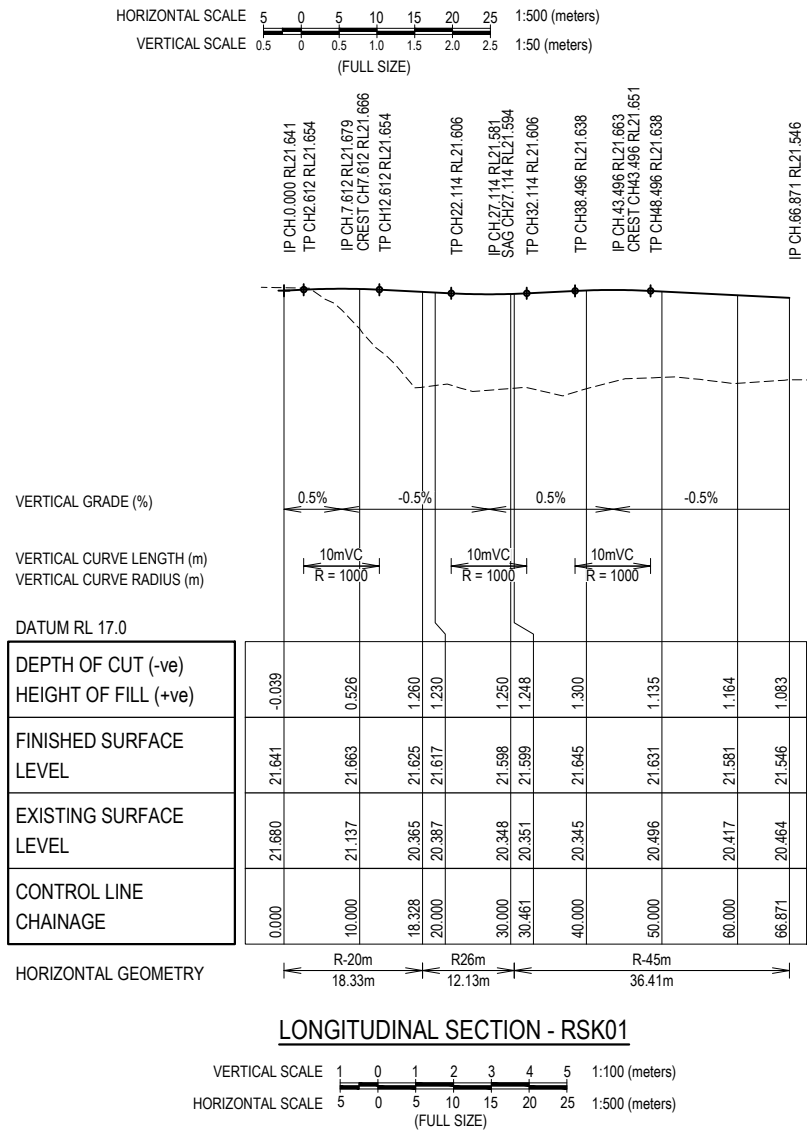 HORIZONTAL SCALE 5 0 5 10 15 20 25 1:500 (meters)
VERTICAL SCALE 0.5 0 0.5 1.0 1.5 2.0 2.5 1:50 (meters)
(FULL SIZE)
IP CH.0.000 RL21.641
TP CH2.612 RL21.654
IP CH.7.612 RL21.679
CREST CH7.612 RL21.666
TP CH12.612 RL21.654
TP CH22.114 RL21.606
IP CH.27.114 RL21.581
SAG CH27.114 RL21.594
TP CH32.114 RL21.606
TP CH38.496 RL21.638
IP CH.43.496 RL21.663
CREST CH43.496 RL21.651
TP CH48.496 RL21.638
IP CH.66.871 RL21.546
VERTICAL GRADE (%) 0.5% -0.5% 0.5% -0.5%
VERTICAL CURVE LENGTH (m) 10mVC 10mVC 10mVC
VERTICAL CURVE RADIUS (m) R = 1000 R = 1000 R = 1000
DATUM RL 17.0
DEPTH OF CUT (-ve)
HEIGHT OF FILL (+ve)
-0.039 0.526 1.260 1.230 1.250 1.248 1.300 1.135 1.164 1.083
FINISHED SURFACE
LEVEL
21.641 21.663 21.625 21.617 21.598 21.599 21.645 21.631 21.581 21.546
EXISTING SURFACE
LEVEL
21.680 21.137 20.365 20.387 20.348 20.351 20.345 20.496 20.417 20.464
CONTROL LINE
CHAINAGE
0.000 10.000 18.328 20.000 30.000 30.461 40.000 50.000 60.000 66.871
HORIZONTAL GEOMETRY R-20m R26m R-45m
18.33m 12.13m 36.41m
LONGITUDINAL SECTION - RSK01
VERTICAL SCALE 1 0 1 2 3 4 5 1:100 (meters)
HORIZONTAL SCALE 5 0 5 10 15 20 25 1:500 (meters)
(FULL SIZE)